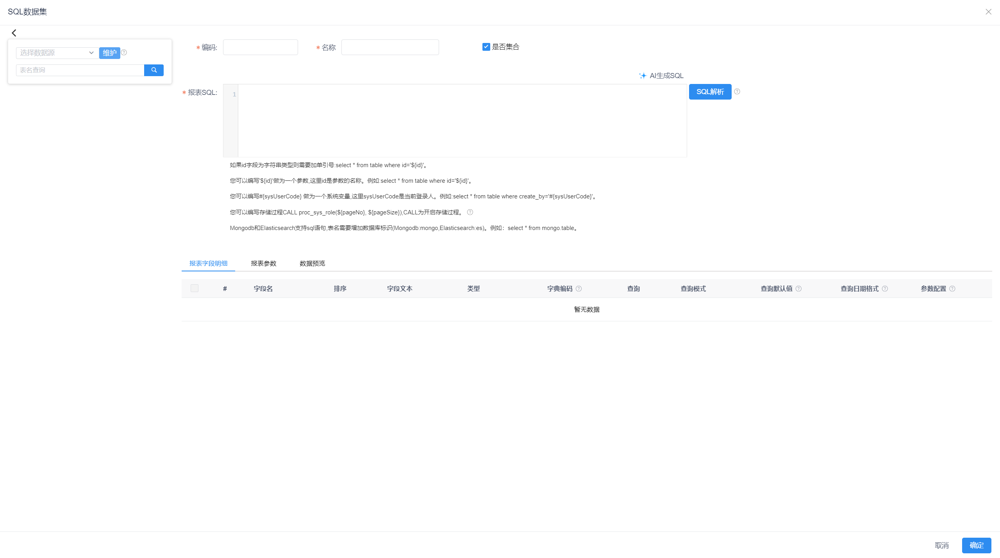 SQL数据集
选择数据源 维护
表名查询
* 编码:
* 名称
是否集合
AI生成SQL
* 报表SQL:
1
SQL解析
如果id字段为字符串类型则需要加单引号:select * from table where id='${id}'。
您可以编写'${id}'做为一个参数,这里id是参数的名称。例如:select * from table where id='${id}'。
您可以编写#{sysUserCode} 做为一个系统变量,这里sysUserCode是当前登录人。例如:select * from table where create_by='#{sysUserCode}'。
您可以编写存储过程CALL proc_sys_role(${pageNo}, ${pageSize}),CALL为开启存储过程。
Mongodb和Elasticsearch支持sql语句,表名需要增加数据库标识(Mongodb:mongo,Elasticsearch:es)。例如：select * from mongo.table。
报表字段明细 报表参数 数据预览
# 字段名 排序 字段文本 类型 字典编码 查询 查询模式 查询默认值 查询日期格式 参数配置
暂无数据
取消 确定